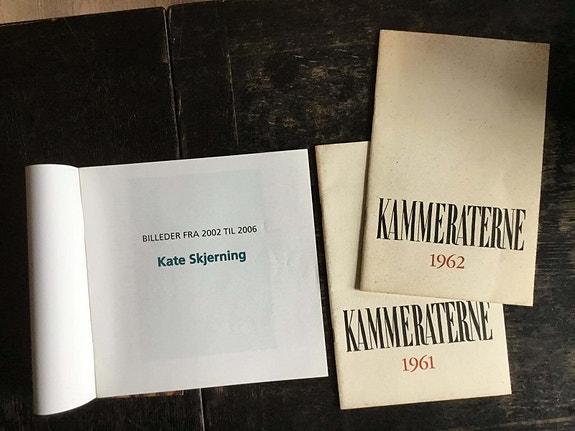 BILLEDER FRA 2002 TIL 2006
Kate Skjerning
KAMMERATERNE
1962
KAMMERATERNE
1961